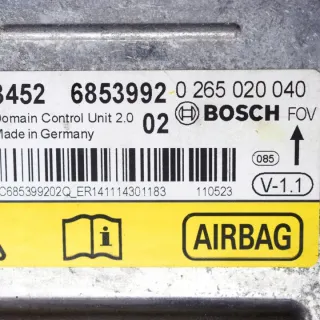 3452 6853992 0 265 020 040
Domain Control Unit 2.0 02 BOSCH FOV
Made in Germany
085
C685399202Q_ER141114301183 110523 V-1.1
AIRBAG